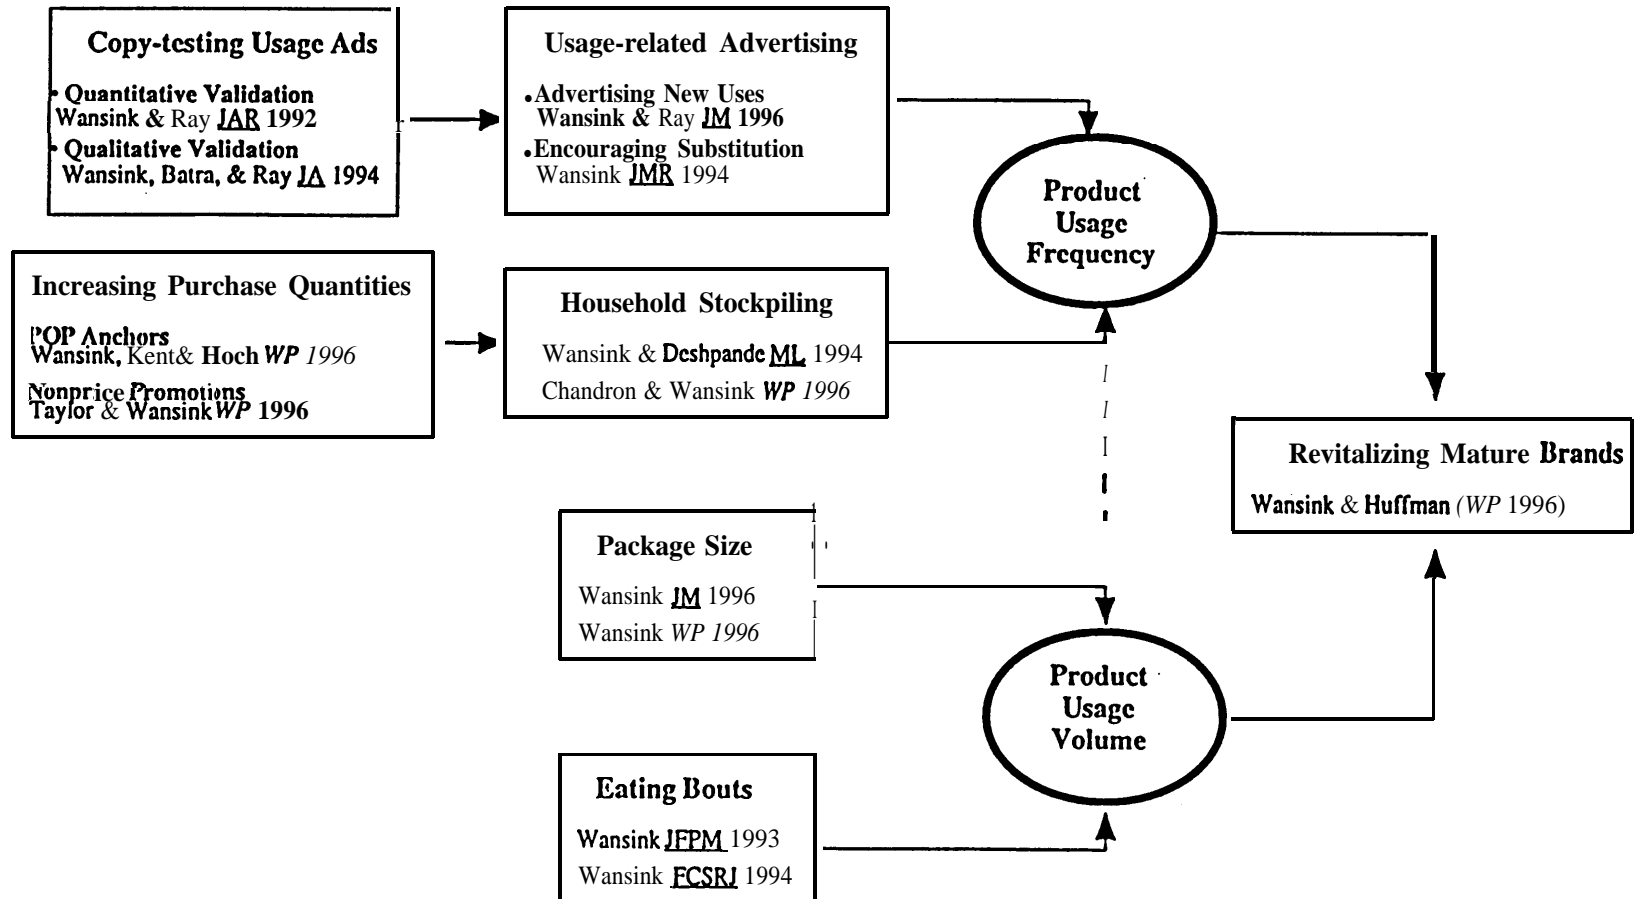 Copy-testing Usage Ads
• Quantitative Validation
Wansink & Ray JAR 1992
• Qualitative Validation
Wansink, Batra, & Ray JA 1994
Usage-related Advertising
• Advertising New Uses
Wansink & Ray JM 1996
• Encouraging Substitution
Wansink JMR 1994
Product
Usage
Frequency
Increasing Purchase Quantities
POP Anchors
Wansink, Kent & Hoch WP 1996
Nonprice Promotions
Taylor & Wansink WP 1996
Household Stockpiling
Wansink & Deshpande ML 1994
Chandron & Wansink WP 1996
Revitalizing Mature Brands
Wansink & Huffman (WP 1996)
Package Size
Wansink JM 1996
Wansink WP 1996
Product
Usage
Volume
Eating Bouts
Wansink JFPM 1993
Wansink FCSRJ 1994